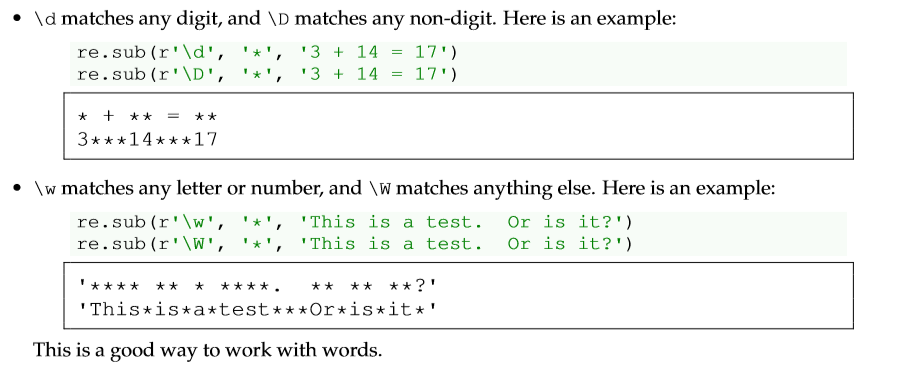 • \d matches any digit, and \D matches any non-digit. Here is an example:
re.sub(r'\d', '*', '3 + 14 = 17')
re.sub(r'\D', '*', '3 + 14 = 17')
* + ** = **
3***14***17
• \w matches any letter or number, and \W matches anything else. Here is an example:
re.sub(r'\w', '*', 'This is a test.  Or is it?')
re.sub(r'\W', '*', 'This is a test.  Or is it?')
'**** ** * ****.  ** ** **?'
'This*is*a*test***Or*is*it*'
This is a good way to work with words.